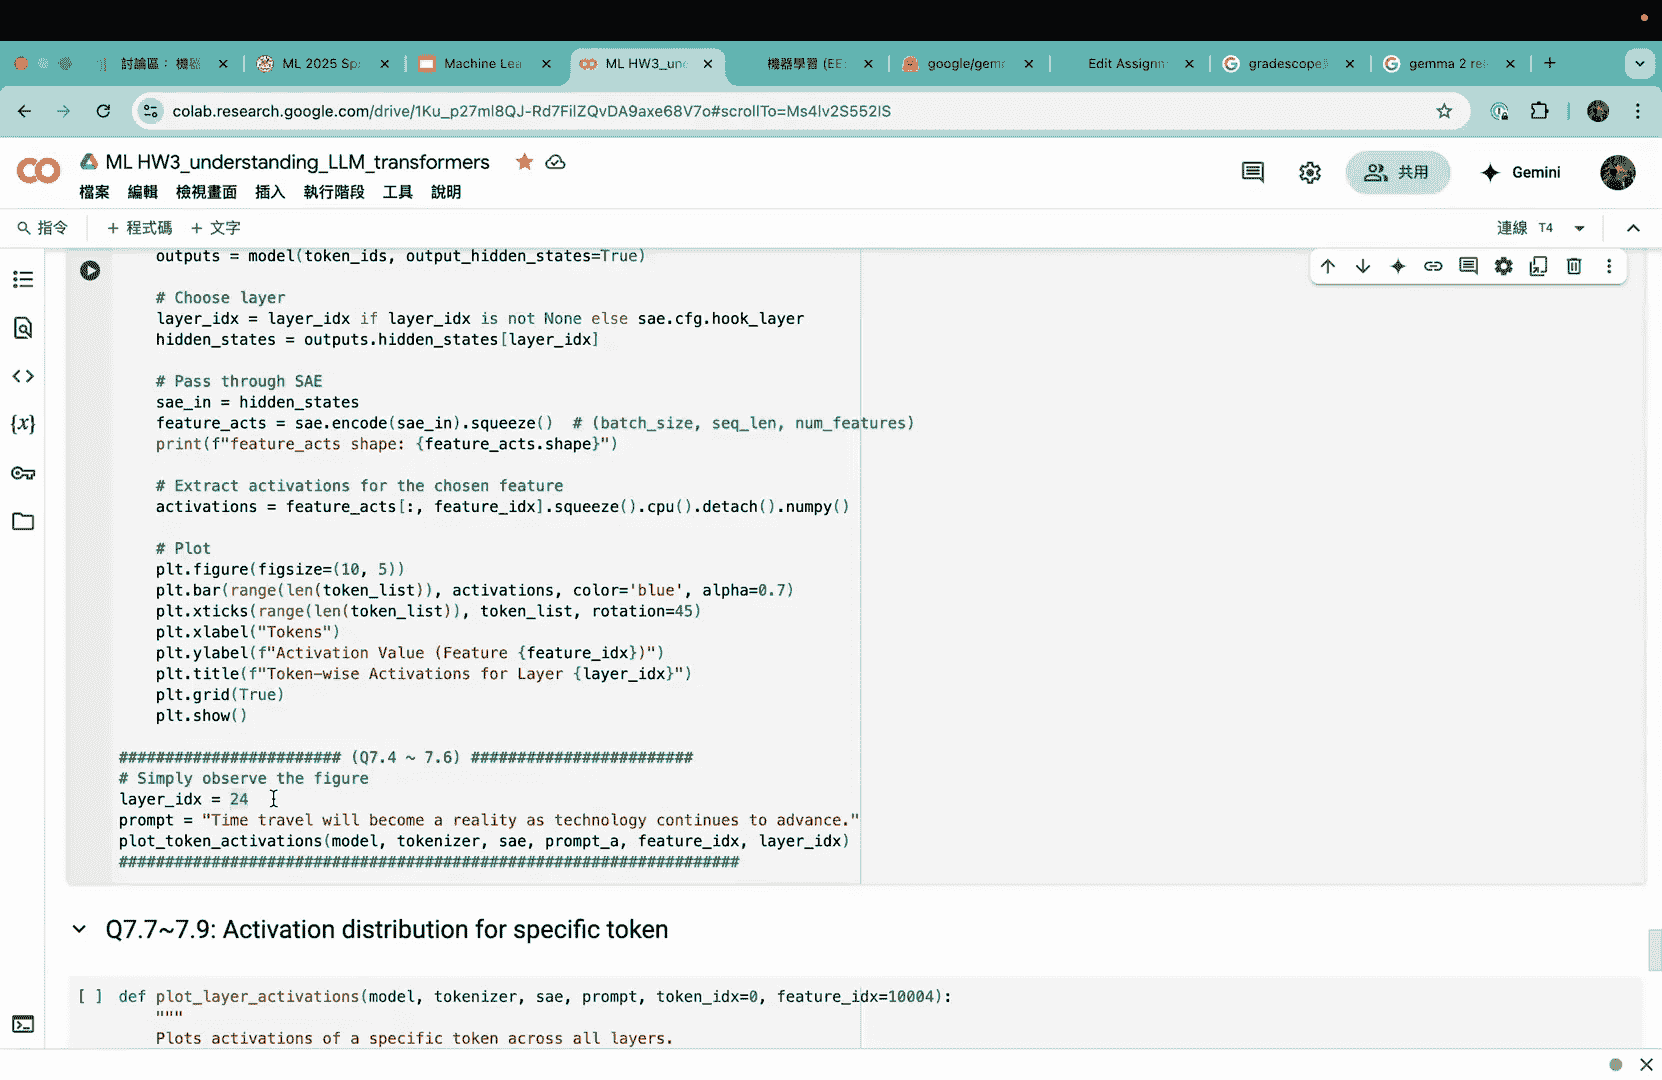 討論區： 機器
ML 2025 Sp
Machine Lea
ML HW3_un
機器學習 (EE
google/gem
Edit Assignm
gradescope
gemma 2 re
colab.research.google.com/drive/1Ku_p27ml8QJ-Rd7FilZQvDA9axe68V7o#scrollTo=Ms4lv2S552lS
ML HW3_understanding_LLM_transformers
共用
Gemini
檔案 編輯 檢視畫面 插入 執行階段 工具 說明
指令 + 程式碼 + 文字
連線 T4
outputs = model(token_ids, output_hidden_states=True)
# Choose layer
layer_idx = layer_idx if layer_idx is not None else sae.cfg.hook_layer
hidden_states = outputs.hidden_states[layer_idx]
# Pass through SAE
sae_in = hidden_states
feature_acts = sae.encode(sae_in).squeeze()  # (batch_size, seq_len, num_features)
print(f"feature_acts shape: {feature_acts.shape}")
# Extract activations for the chosen feature
activations = feature_acts[:, feature_idx].squeeze().cpu().detach().numpy()
# Plot
plt.figure(figsize=(10, 5))
plt.bar(range(len(token_list)), activations, color='blue', alpha=0.7)
plt.xticks(range(len(token_list)), token_list, rotation=45)
plt.xlabel("Tokens")
plt.ylabel(f"Activation Value (Feature {feature_idx})")
plt.title(f"Token-wise Activations for Layer {layer_idx}")
plt.grid(True)
plt.show()
######################## (Q7.4 ~ 7.6) ########################
# Simply observe the figure
layer_idx = 24
prompt = "Time travel will become a reality as technology continues to advance."
plot_token_activations(model, tokenizer, sae, prompt_a, feature_idx, layer_idx)
###################################################################
Q7.7~7.9: Activation distribution for specific token
[ ] def plot_layer_activations(model, tokenizer, sae, prompt, token_idx=0, feature_idx=10004):
"""
Plots activations of a specific token across all layers.